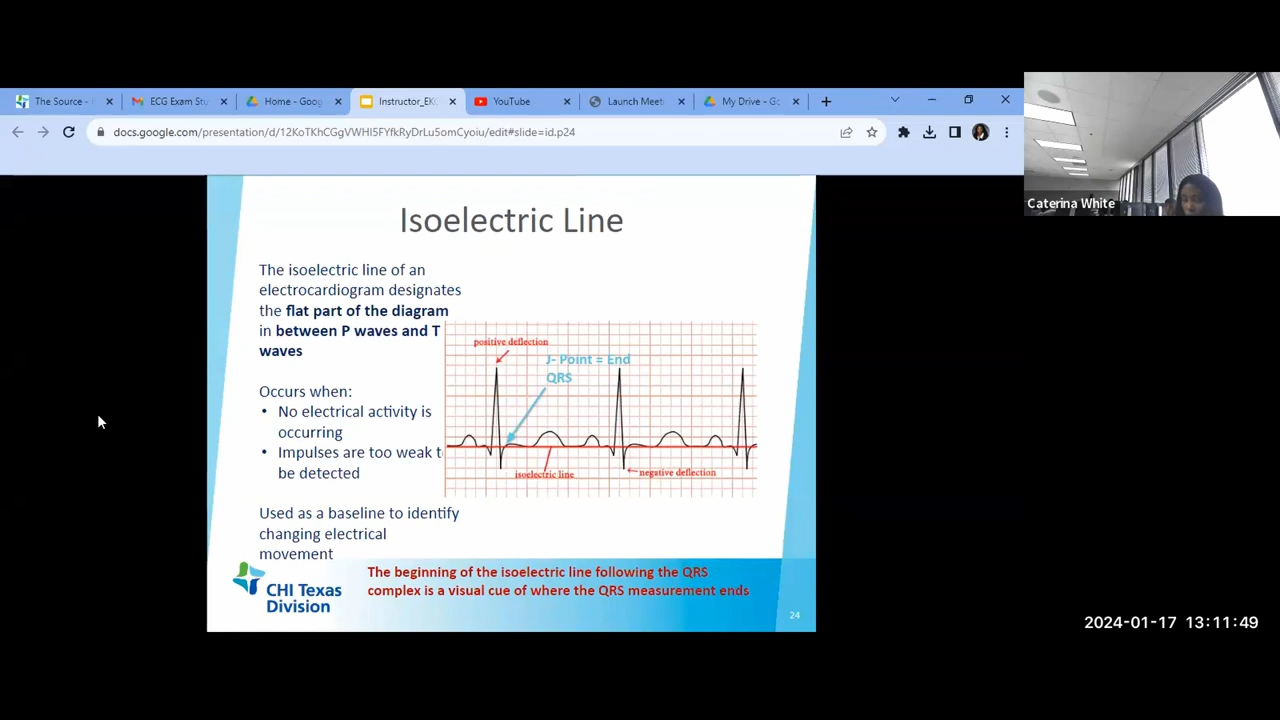 The Source -
ECG Exam Stu
Home - Goog
Instructor_EK
YouTube
Launch Meeti
My Drive - Go
docs.google.com/presentation/d/12KoTKhCGgVWHI5FYfkRyDrLu5omCyoiu/edit#slide=id.p24
Caterina White
Isoelectric Line
The isoelectric line of an
electrocardiogram designates
the flat part of the diagram
in between P waves and T
waves
Occurs when:
• No electrical activity is
occurring
• Impulses are too weak t
be detected
Used as a baseline to identify
changing electrical
movement
positive deflection
J- Point = End
QRS
isoelectric line
negative deflection
CHI Texas
Division
The beginning of the isoelectric line following the QRS
complex is a visual cue of where the QRS measurement ends
24
2024-01-17 13:11:49